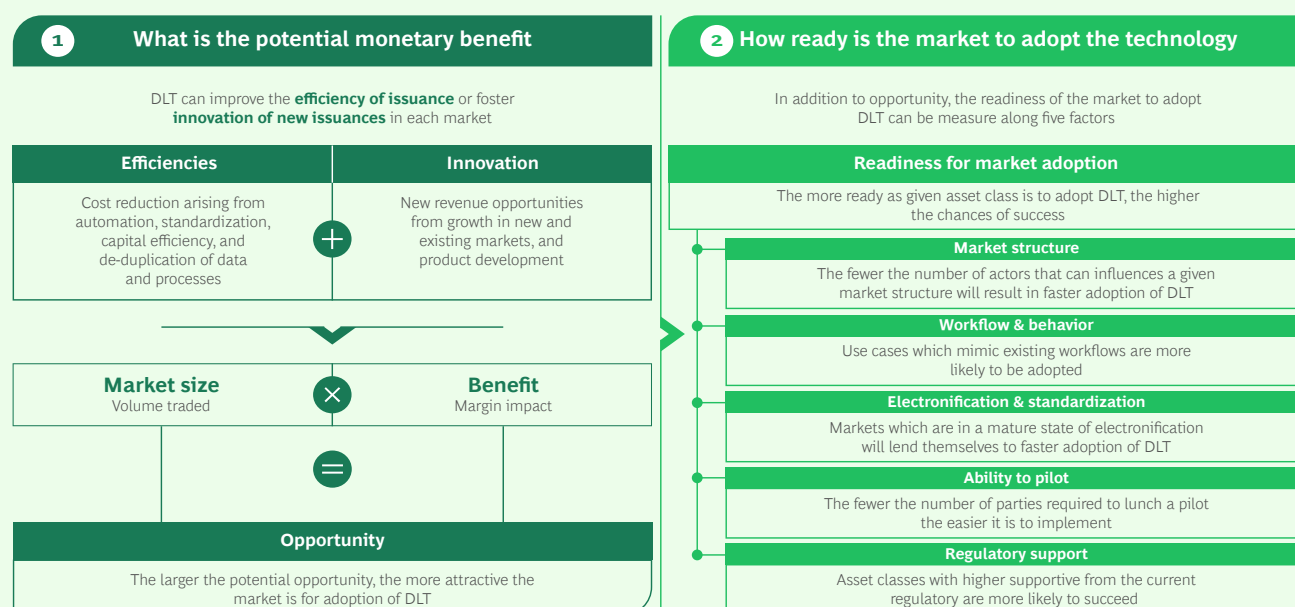 1
What is the potential monetary benefit
DLT can improve the efficiency of issuance or foster
innovation of new issuances in each market
Efficiencies
Cost reduction arising from
automation, standardization,
capital efficiency, and
de-duplication of data
and processes
+
Innovation
New revenue opportunities
from growth in new and
existing markets, and
product development
Market size
Volume traded
×
Benefit
Margin impact
=
Opportunity
The larger the potential opportunity, the more attractive the
market is for adoption of DLT
2
How ready is the market to adopt the technology
In addition to opportunity, the readiness of the market to adopt
DLT can be measure along five factors
Readiness for market adoption
The more ready as given asset class is to adopt DLT, the higher
the chances of success
Market structure
The fewer the number of actors that can influences a given
market structure will result in faster adoption of DLT
Workflow & behavior
Use cases which mimic existing workflows are more
likely to be adopted
Electronification & standardization
Markets which are in a mature state of electronification
will lend themselves to faster adoption of DLT
Ability to pilot
The fewer the number of parties required to lunch a pilot
the easier it is to implement
Regulatory support
Asset classes with higher supportive from the current
regulatory are more likely to succeed